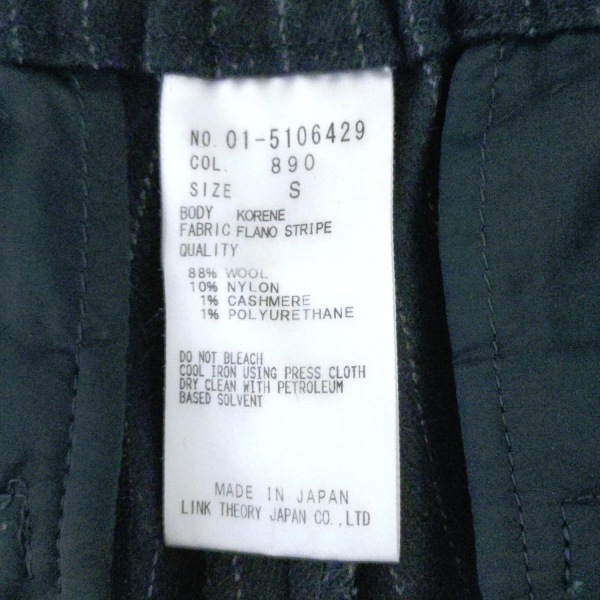 NO. 01-5106429
COL. 890
SIZE S
BODY KORENE
FABRIC FLANO STRIPE
QUALITY
88% WOOL
10% NYLON
1% CASHMERE
1% POLYURETHANE
DO NOT BLEACH
COOL IRON USING PRESS CLOTH
DRY CLEAN WITH PETROLEUM
BASED SOLVENT
MADE IN JAPAN
LINK THEORY JAPAN CO.,LTD